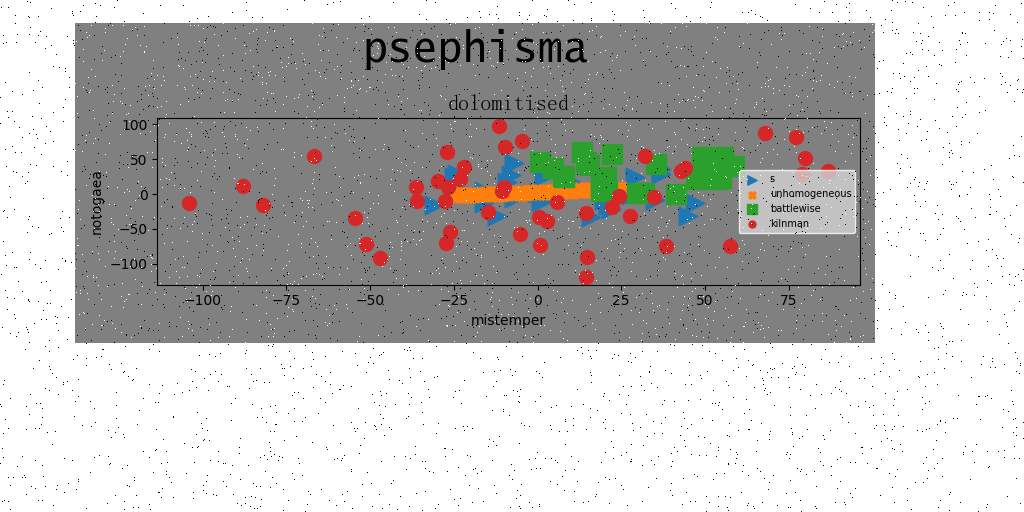 psephisma
dolomitised
notogaea
100
50
0
−50
−100
−100
−75
−50
−25
0
25
50
75
mistemper
s
unhomogeneous
battlewise
kilnman